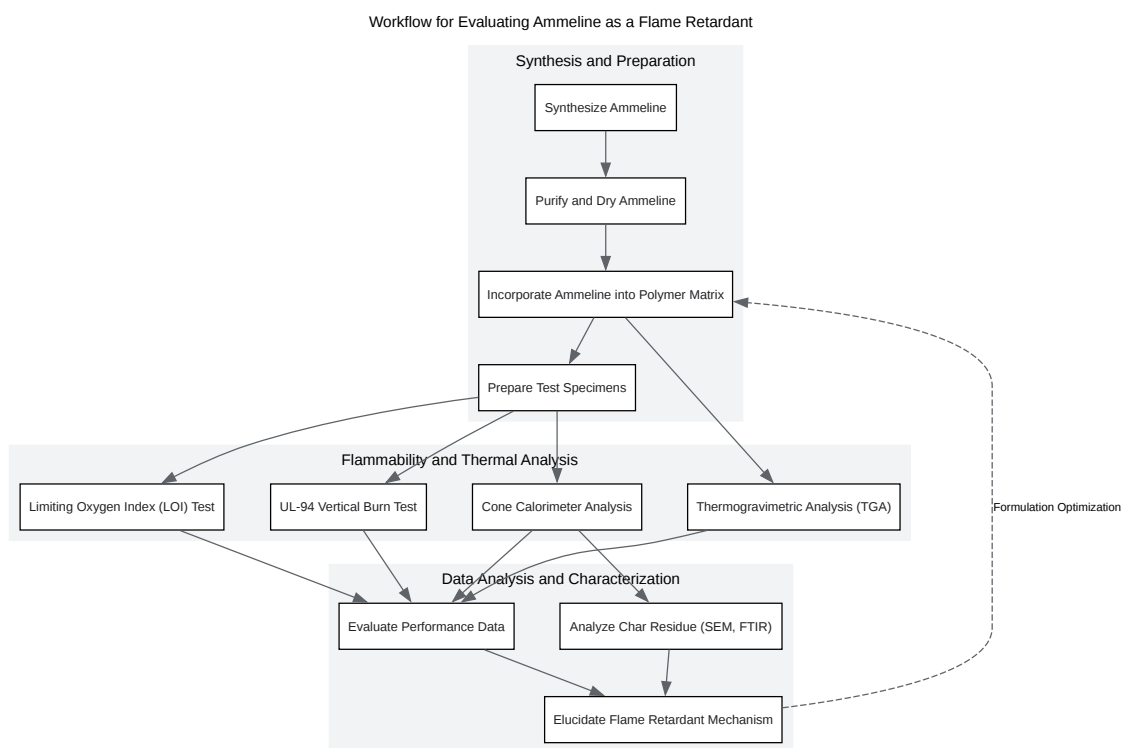 Workflow for Evaluating Ammeline as a Flame Retardant
Synthesis and Preparation
Synthesize Ammeline
Purify and Dry Ammeline
Incorporate Ammeline into Polymer Matrix
Prepare Test Specimens
Flammability and Thermal Analysis
Limiting Oxygen Index (LOI) Test
UL-94 Vertical Burn Test
Cone Calorimeter Analysis
Thermogravimetric Analysis (TGA)
Formulation Optimization
Data Analysis and Characterization
Evaluate Performance Data
Analyze Char Residue (SEM, FTIR)
Elucidate Flame Retardant Mechanism